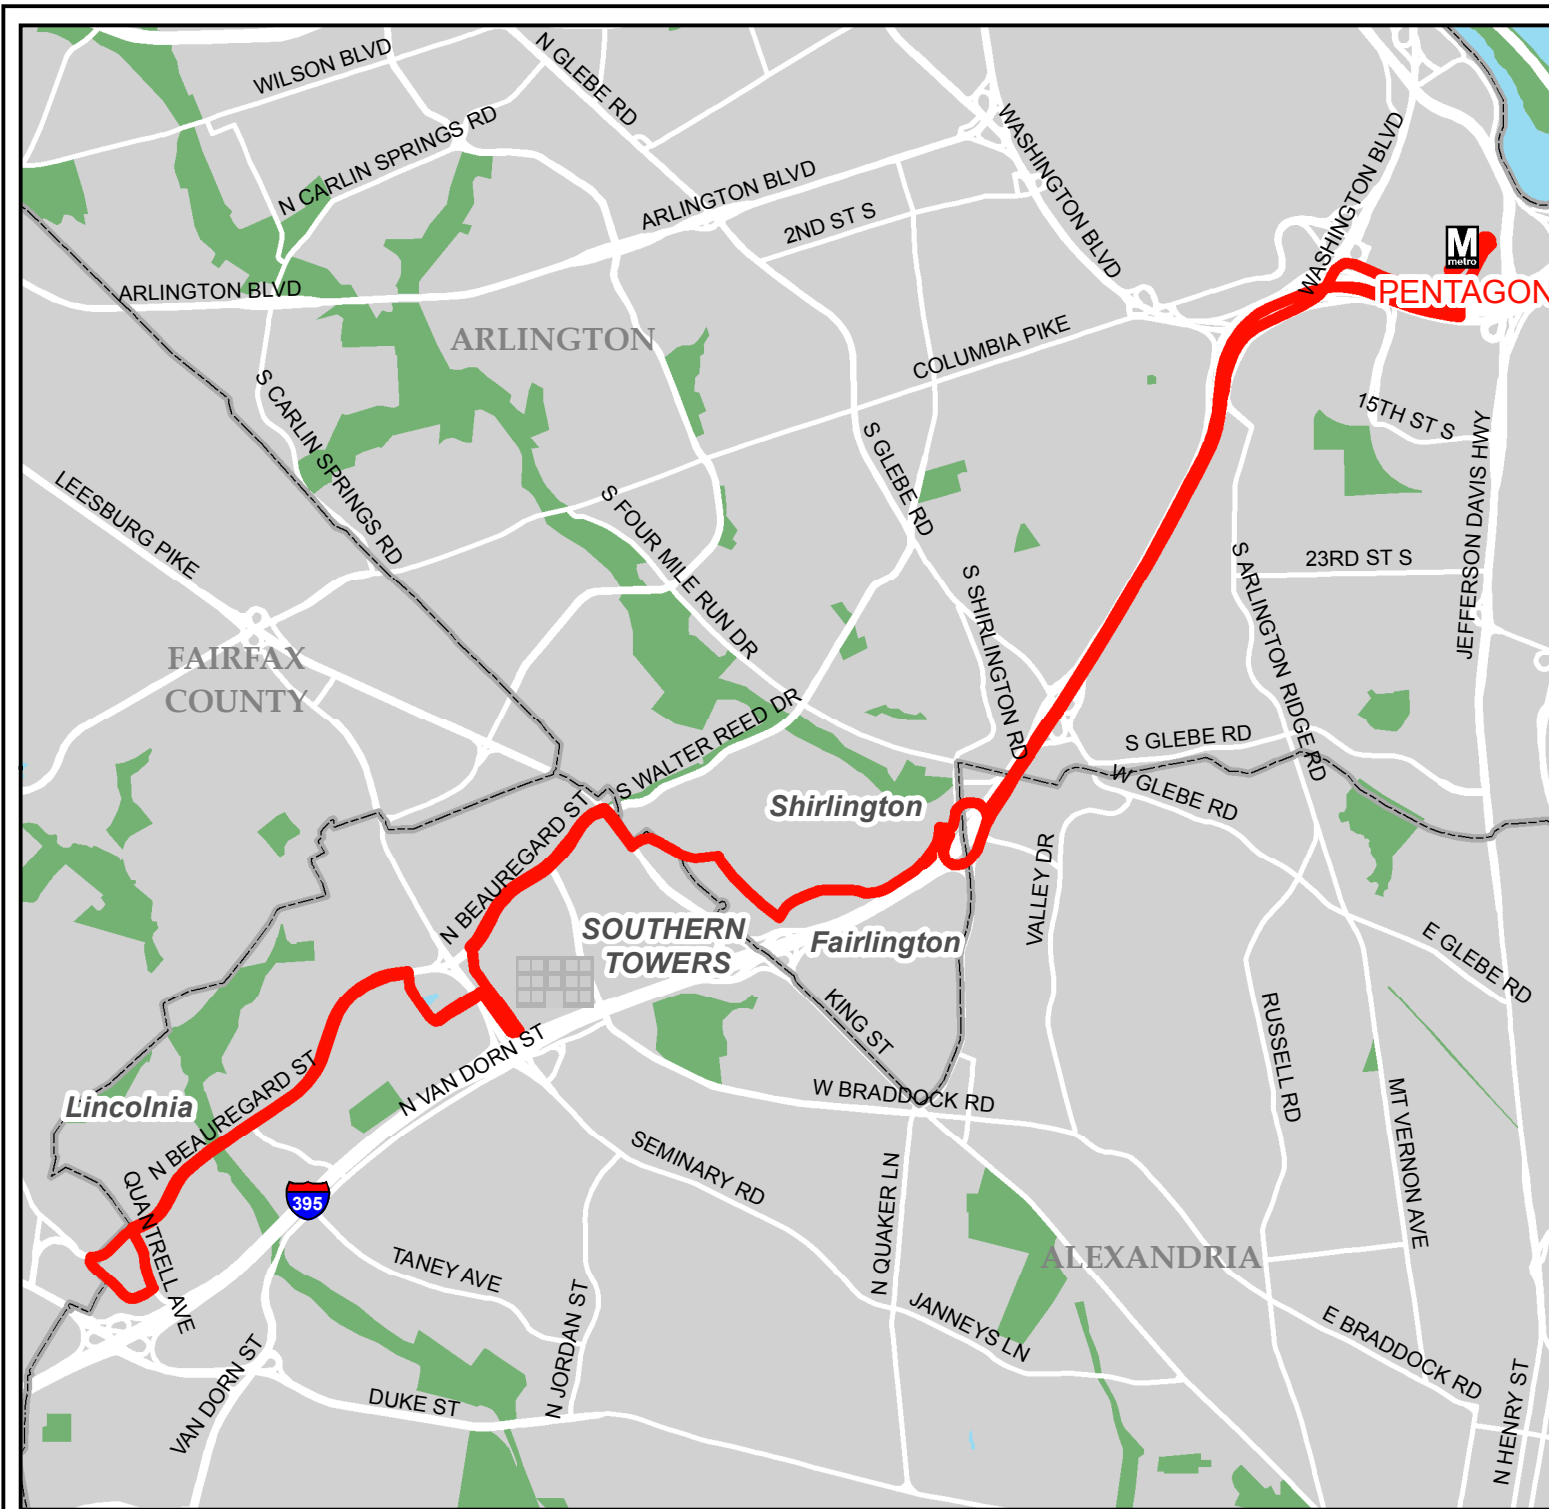 WILSON BLVD
N GLEBE RD
N CARLIN SPRINGS RD
WASHINGTON BLVD
WASHINGTON BLVD
ARLINGTON BLVD
2ND ST S
M
metro
PENTAGON
ARLINGTON BLVD
ARLINGTON
COLUMBIA PIKE
S CARLIN SPRINGS RD
15TH ST S
JEFFERSON DAVIS HWY
S GLEBE RD
LEESBURG PIKE
S FOUR MILE RUN DR
S SHIRLINGTON RD
S ARLINGTON RIDGE RD
23RD ST S
FAIRFAX
COUNTY
S WALTER REED DR
S GLEBE RD
W GLEBE RD
Shirlington
N BEAUREGARD ST
VALLEY DR
SOUTHERN
TOWERS
Fairlington
E GLEBE RD
KING ST
RUSSELL RD
N VAN DORN ST
N BEAUREGARD ST
Lincolnia
W BRADDOCK RD
MT VERNON AVE
SEMINARY RD
QUANTRELL AVE
N QUAKER LN
395
TANEY AVE
ALEXANDRIA
N JORDAN ST
JANNEYS LN
E BRADDOCK RD
VAN DORN ST
DUKE ST
N HENRY ST